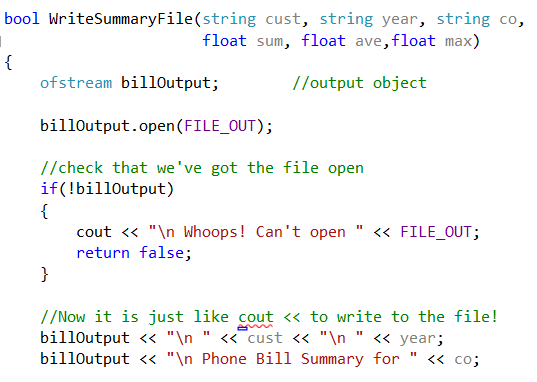 bool WriteSummaryFile(string cust, string year, string co,
float sum, float ave,float max)
{
ofstream billOutput; //output object
billOutput.open(FILE_OUT);
//check that we've got the file open
if(!billOutput)
{
cout << "\n Whoops! Can't open " << FILE_OUT;
return false;
}
//Now it is just like cout << to write to the file!
billOutput << "\n " << cust << "\n " << year;
billOutput << "\n Phone Bill Summary for " << co;